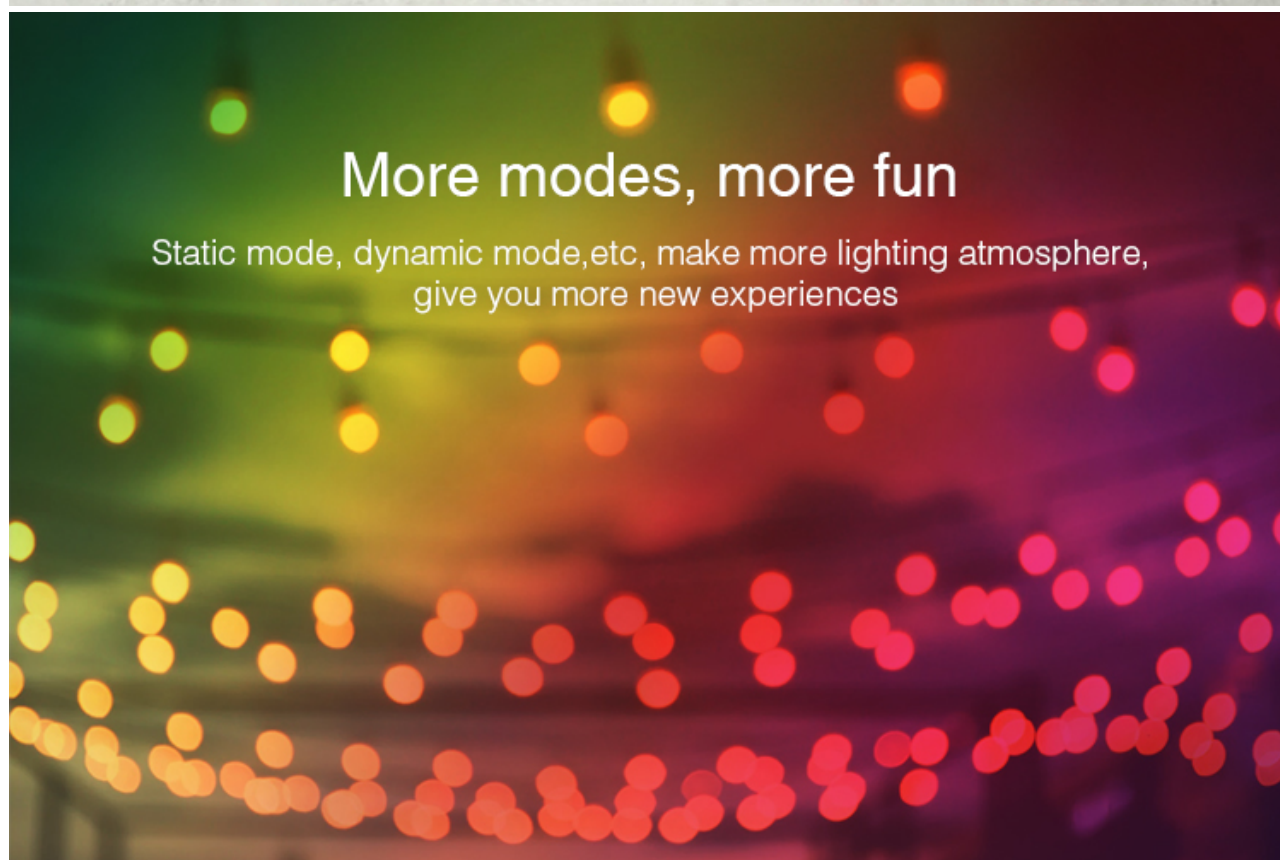 More modes, more fun
Static mode, dynamic mode,etc, make more lighting atmosphere,
give you more new experiences